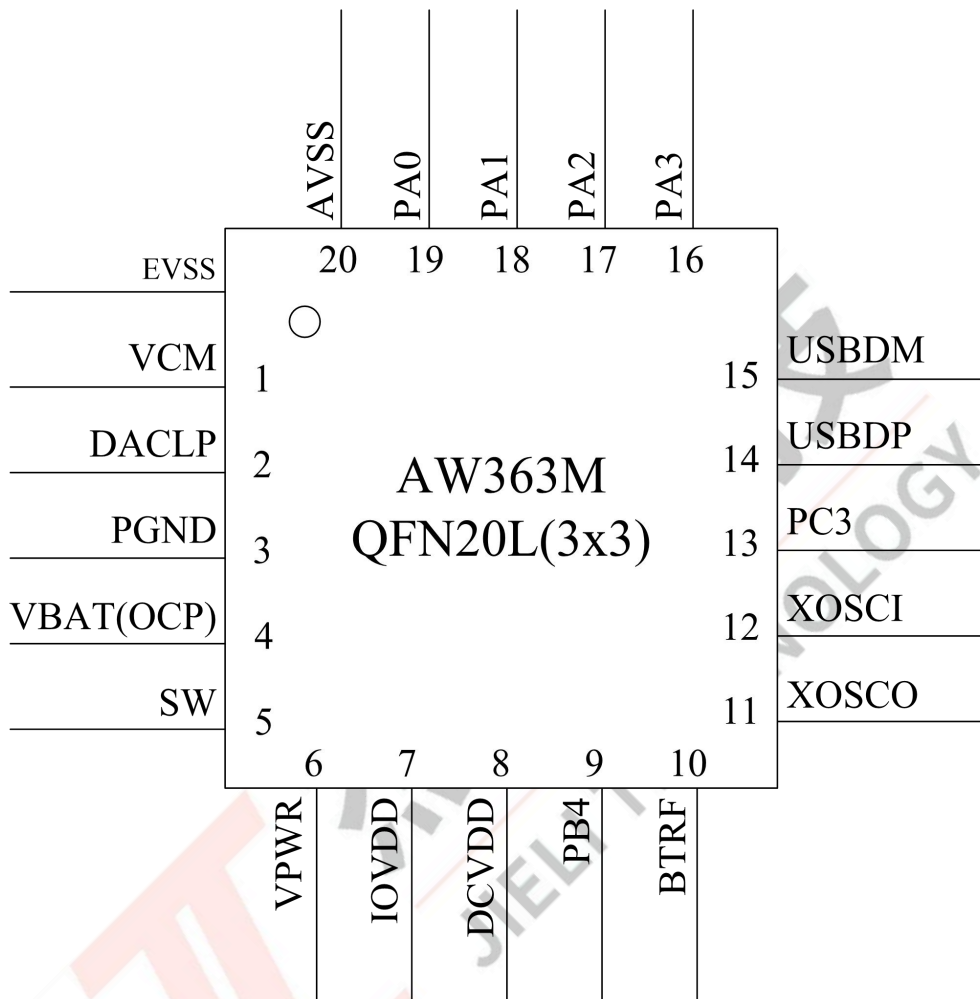 AVSS
PA0
PA1
PA2
PA3
20
19
18
17
16
EVSS
VCM
1
DACLP
2
PGND
3
VBAT(OCP)
4
SW
5
AW363M
QFN20L(3x3)
15
USBDM
14
USBDP
13
PC3
12
XOSCI
11
XOSCO
6
7
8
9
10
VPWR
IOVDD
DCVDD
PB4
BTRF